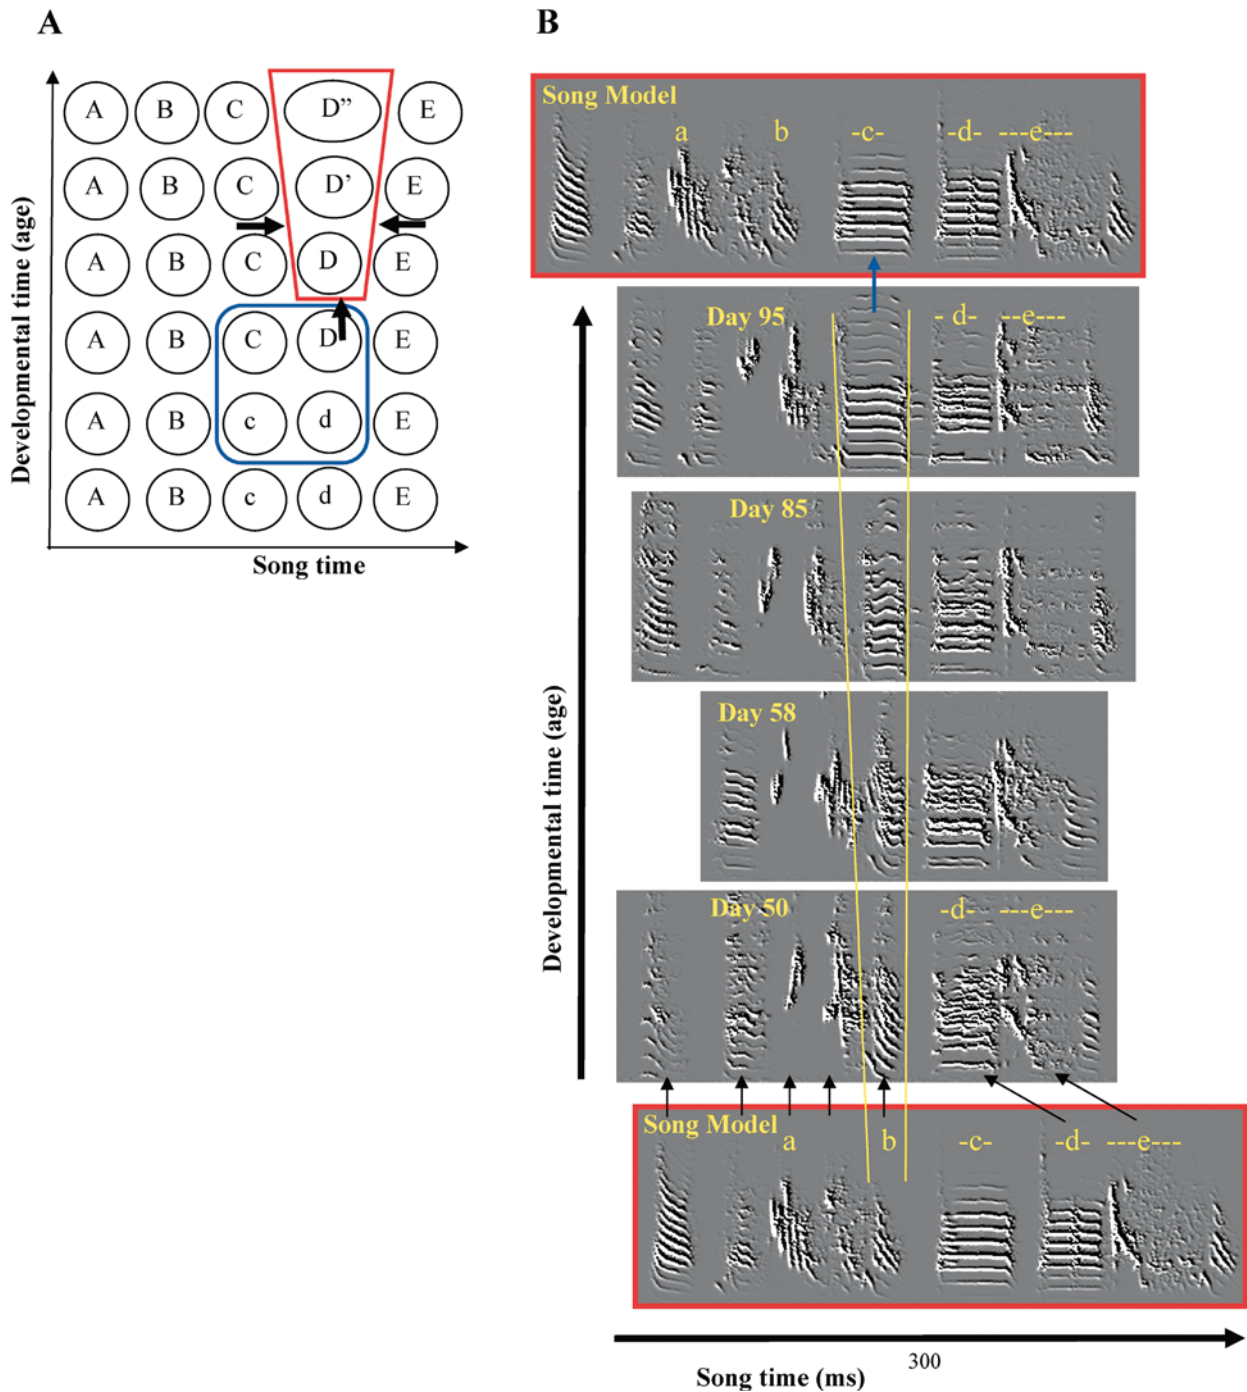 A
Developmental time (age)
A B C D” E
A B C D’ E
A B C D E
A B C D E
A B c d E
A B c d E
Song time
B
Song Model
a b -c- -d- ---e---
Developmental time (age)
Day 95
- d- ---e---
Day 85
Day 58
Day 50
-d- ---e---
Song Model
a b -c- -d- ---e---
300
Song time (ms)